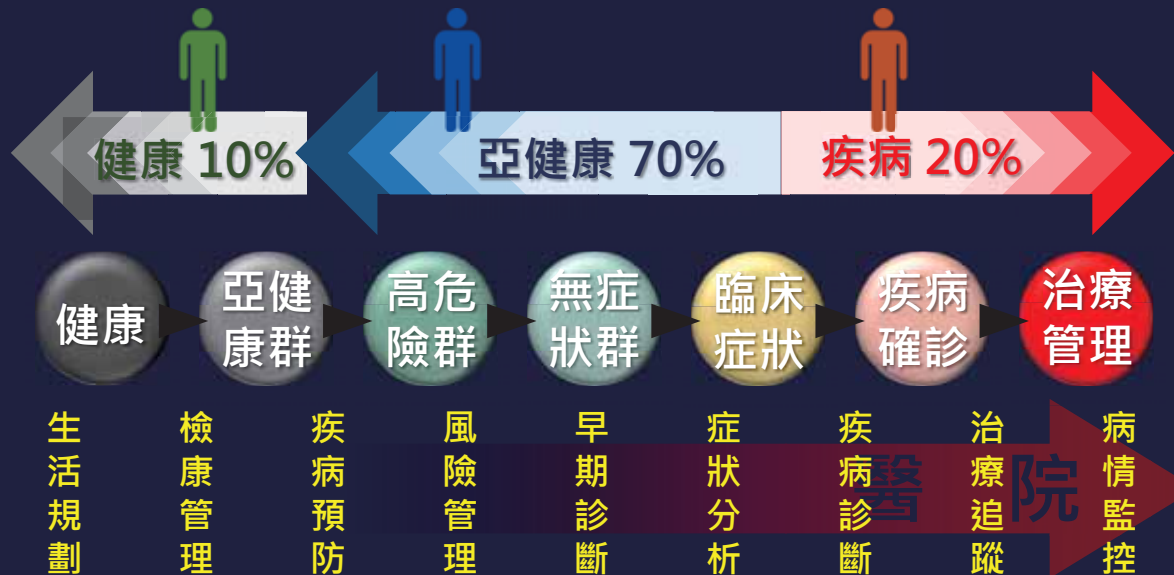 健康 10%
亞健康 70%
疾病 20%
健康
亞健
康群
高危
險群
無症
狀群
臨床
症狀
疾病
確診
治療
管理
生活規劃
檢康管理
疾病預防
風險管理
早期診斷
症狀分析
疾病診斷
治療追蹤
病情監控
醫院